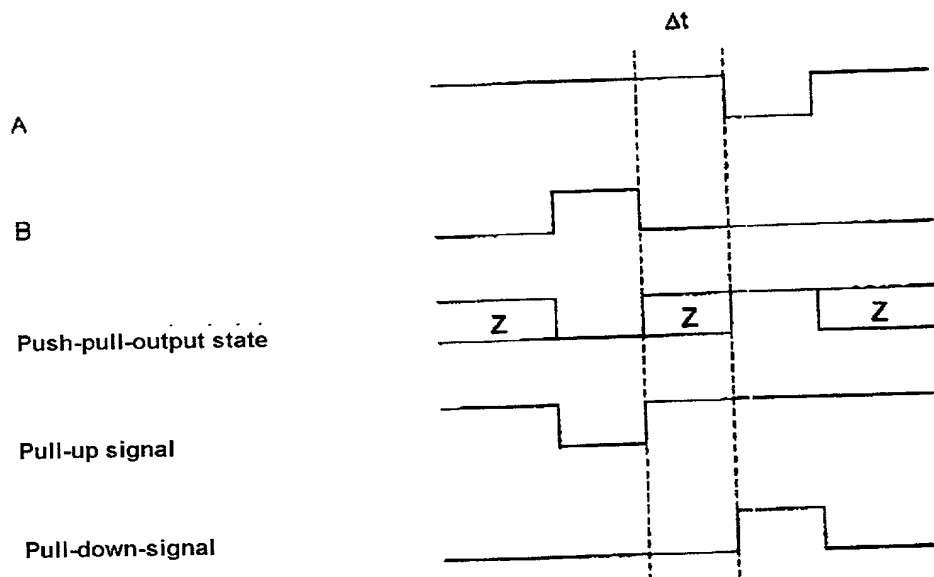 Δt
A
B
Z
Z
Z
Push-pull-output state
Pull-up signal
Pull-down-signal